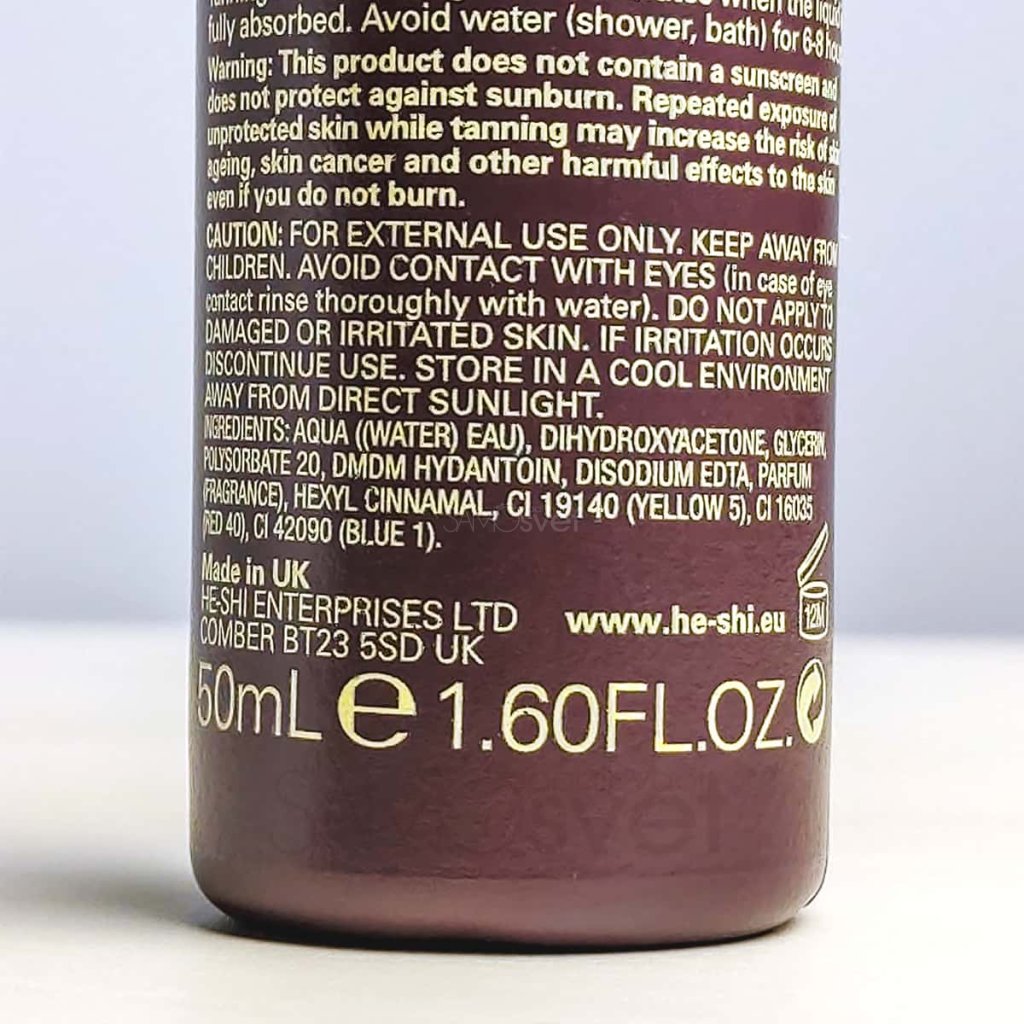 when the liquid
fully absorbed. Avoid water (shower, bath) for 6-8 hou
Warning: This product does not contain a sunscreen and
does not protect against sunburn. Repeated exposure of
unprotected skin while tanning may increase the risk of ski
ageing, skin cancer and other harmful effects to the skin
even if you do not burn.
CAUTION: FOR EXTERNAL USE ONLY. KEEP AWAY FROM
CHILDREN. AVOID CONTACT WITH EYES (in case of eye
contact rinse thoroughly with water). DO NOT APPLY TO
DAMAGED OR IRRITATED SKIN. IF IRRITATION OCCURS
DISCONTINUE USE. STORE IN A COOL ENVIRONMENT
AWAY FROM DIRECT SUNLIGHT.
INGREDIENTS: AQUA ((WATER) EAU), DIHYDROXYACETONE, GLYCERIN,
POLYSORBATE 20, DMDM HYDANTOIN, DISODIUM EDTA, PARFUM
(FRAGRANCE), HEXYL CINNAMAL, CI 19140 (YELLOW 5), CI 16035
(RED 40), CI 42090 (BLUE 1).
SAMOsvet
Made in UK
HE-SHI ENTERPRISES LTD
COMBER BT23 5SD UK
www.he-shi.eu
12M
50mL e 1.60FL.OZ.
samosvet